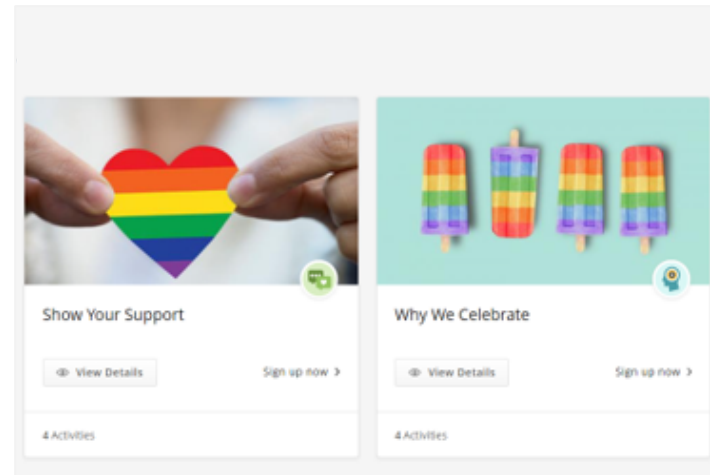 Show Your Support
View Details
Sign up now
4 Activities
Why We Celebrate
View Details
Sign up now
4 Activities